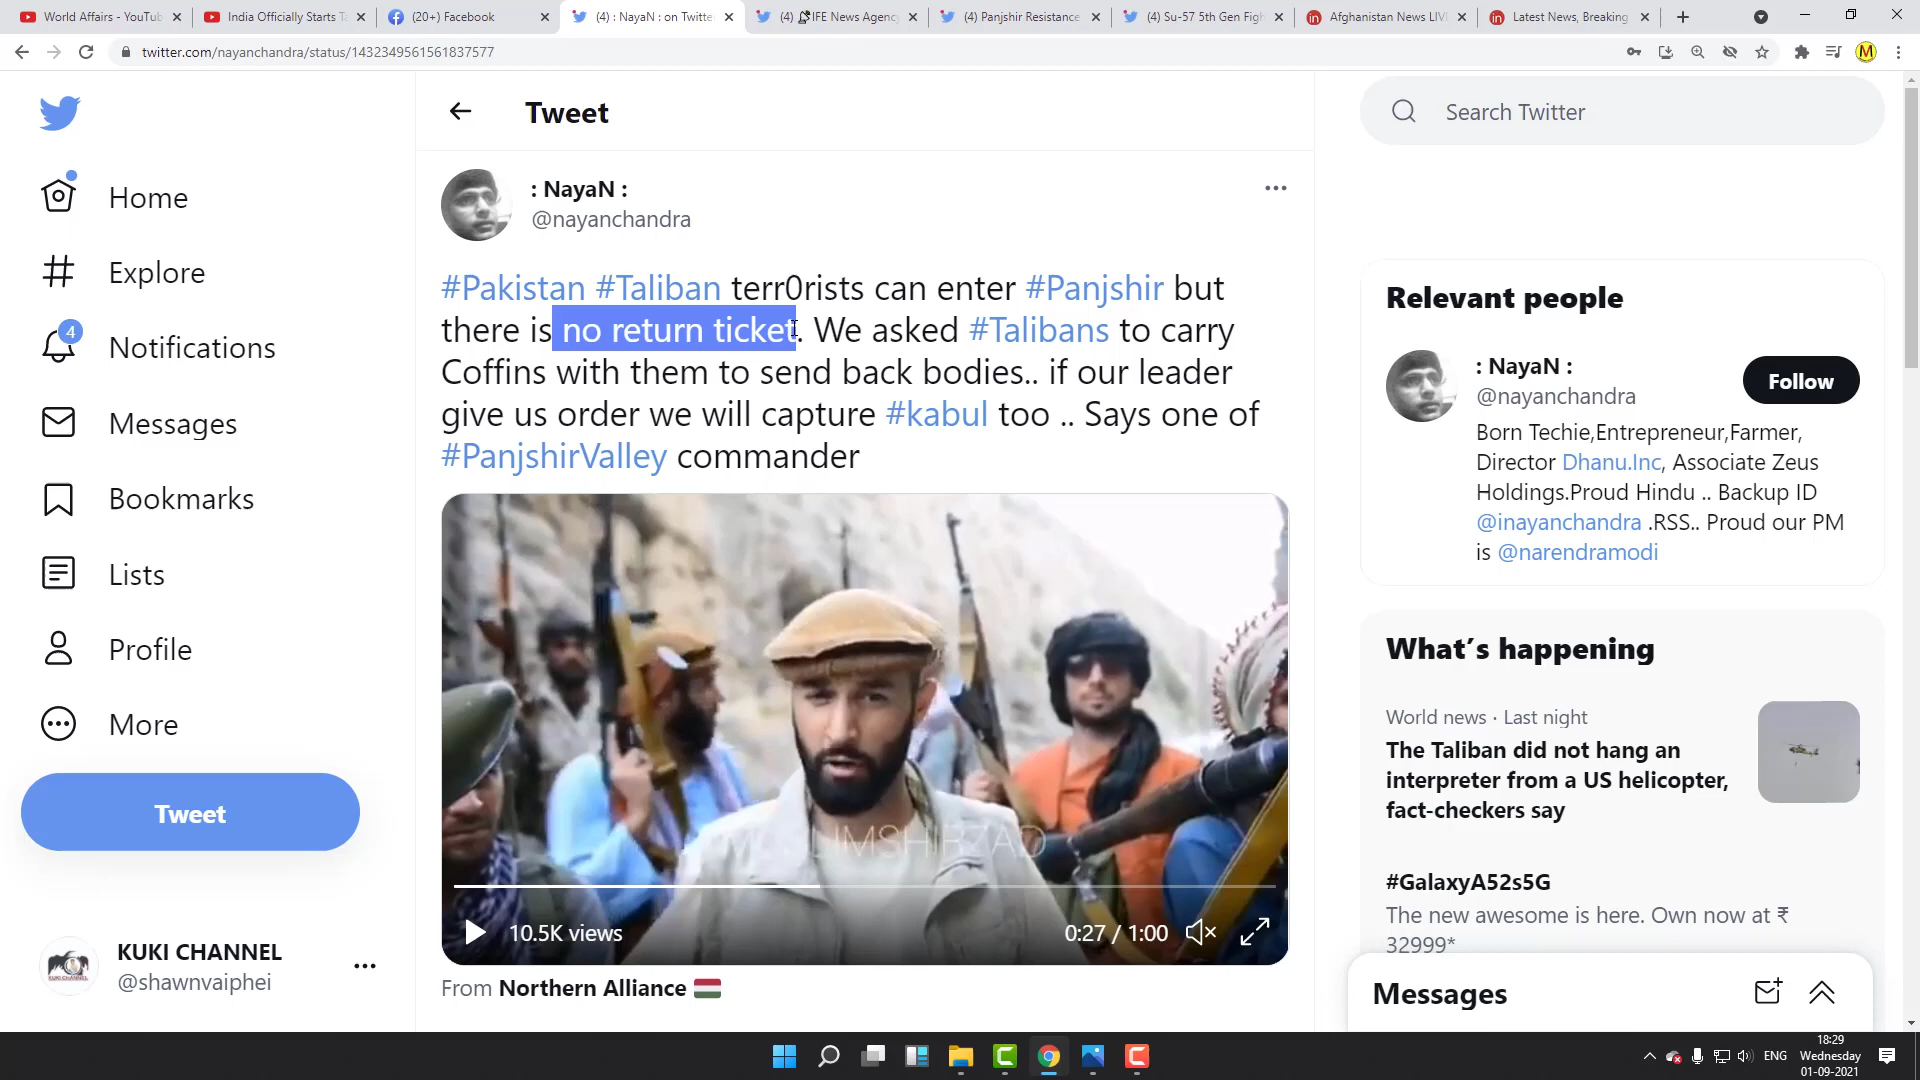 World Affairs - YouTub
India Officially Starts Ta
(20+) Facebook
(4) : NayaN : on Twitte
(4) IFE News Agency
(4) Panjshir Resistance
(4) Su-57 5th Gen Figh
Afghanistan News LIVE
Latest News, Breaking
twitter.com/nayanchandra/status/1432349561561837577
M
Home
Explore
4
Notifications
Messages
Bookmarks
Lists
Profile
More
Tweet
KUKI CHANNEL
@shawnvaiphei
Tweet
: NayaN :
@nayanchandra
#Pakistan #Taliban terr0rists can enter #Panjshir but
there is no return ticket. We asked #Talibans to carry
Coffins with them to send back bodies.. if our leader
give us order we will capture #kabul too .. Says one of
#PanjshirValley commander
MUSLIMSHIRZAD
10.5K views
0:27 / 1:00
From Northern Alliance
Search Twitter
Relevant people
: NayaN :
@nayanchandra
Follow
Born Techie,Entrepreneur,Farmer,
Director Dhanu.Inc, Associate Zeus
Holdings.Proud Hindu .. Backup ID
@inayanchandra .RSS.. Proud our PM
is @narendramodi
What's happening
World news · Last night
The Taliban did not hang an
interpreter from a US helicopter,
fact-checkers say
#GalaxyA52s5G
The new awesome is here. Own now at ₹
32999*
Messages
ENG
18:29
Wednesday
01-09-2021